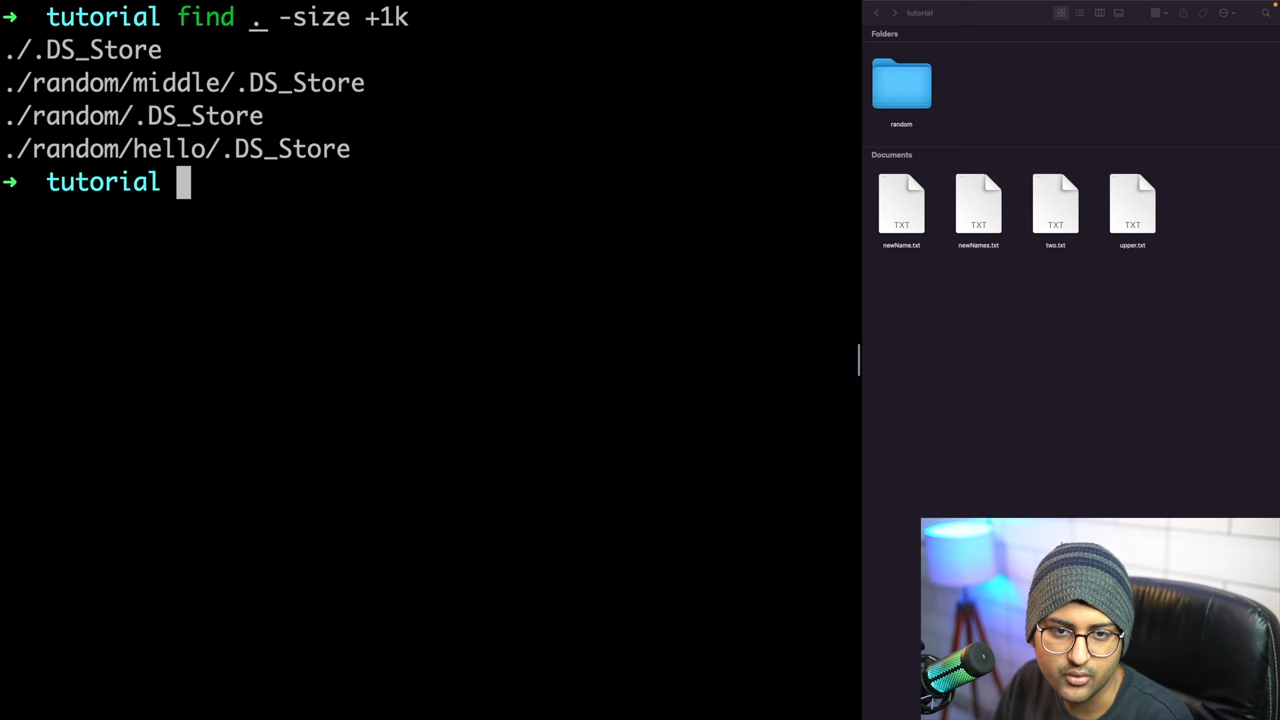 ➜ tutorial find . -size +1k
./.DS_Store
./random/middle/.DS_Store
./random/.DS_Store
./random/hello/.DS_Store
➜ tutorial
tutorial
Folders
random
Documents
TXT TXT TXT TXT
newName.txt newNames.txt two.txt upper.txt